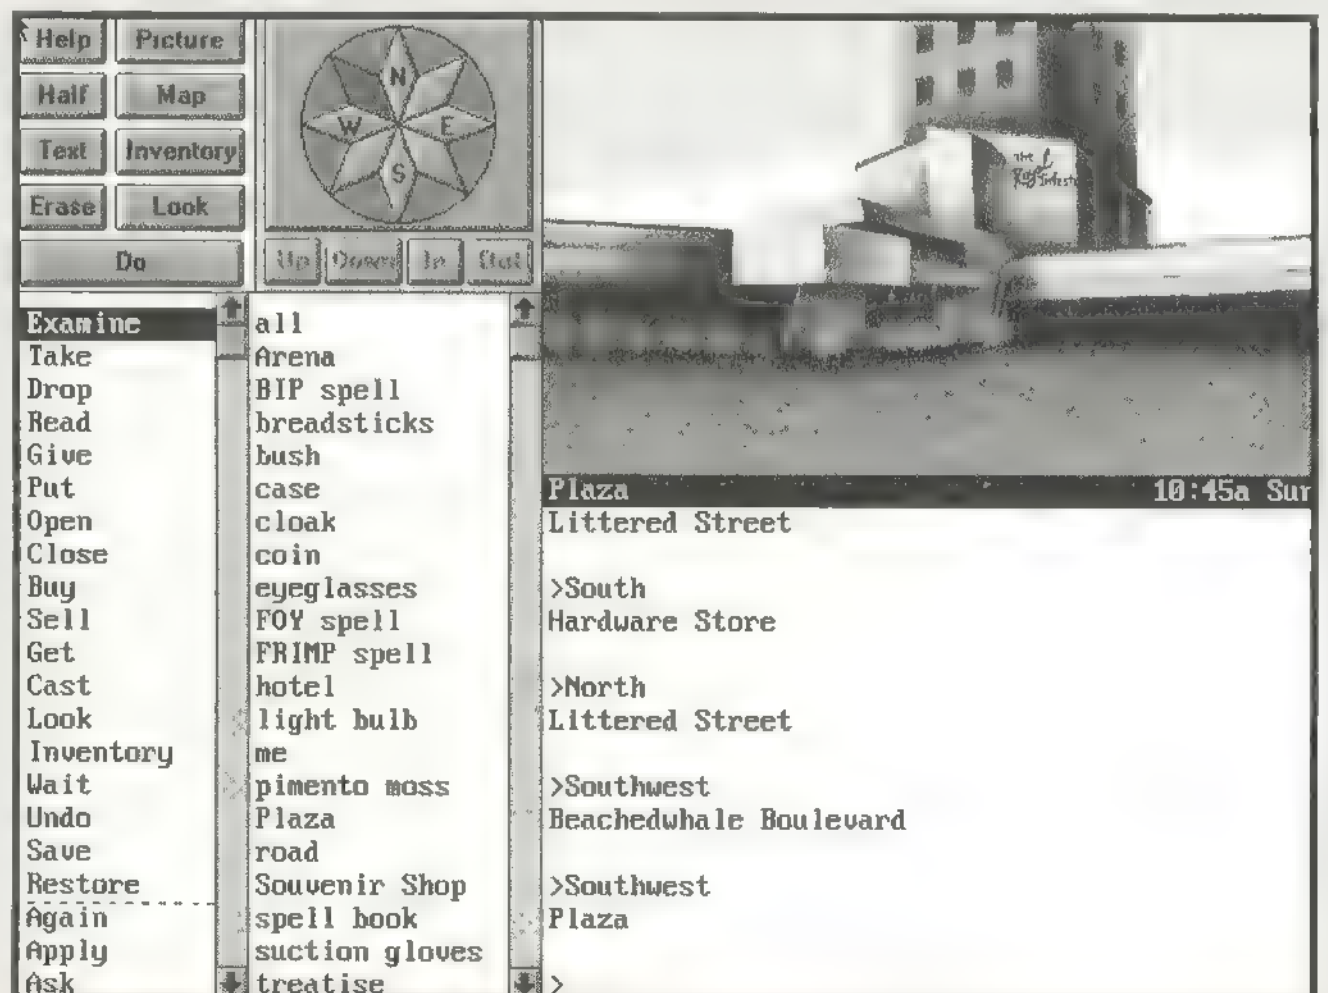 Help Picture
Half Map
Text Inventory
Erase Look
Do
N
W E
S
Up Down In Out
The
Royal
Plaza 10:45a Sur
Examine
Take
Drop
Read
Give
Put
Open
Close
Buy
Sell
Get
Cast
Look
Inventory
Wait
Undo
Save
Restore
Again
Apply
Ask
all
Arena
BIP spell
breadsticks
bush
case
cloak
coin
eyeglasses
FOY spell
FRIMP spell
hotel
light bulb
me
pimento moss
Plaza
road
Souvenir Shop
spell book
suction gloves
treatise
Littered Street
>South
Hardware Store
>North
Littered Street
>Southwest
Beachedwhale Boulevard
>Southwest
Plaza
>